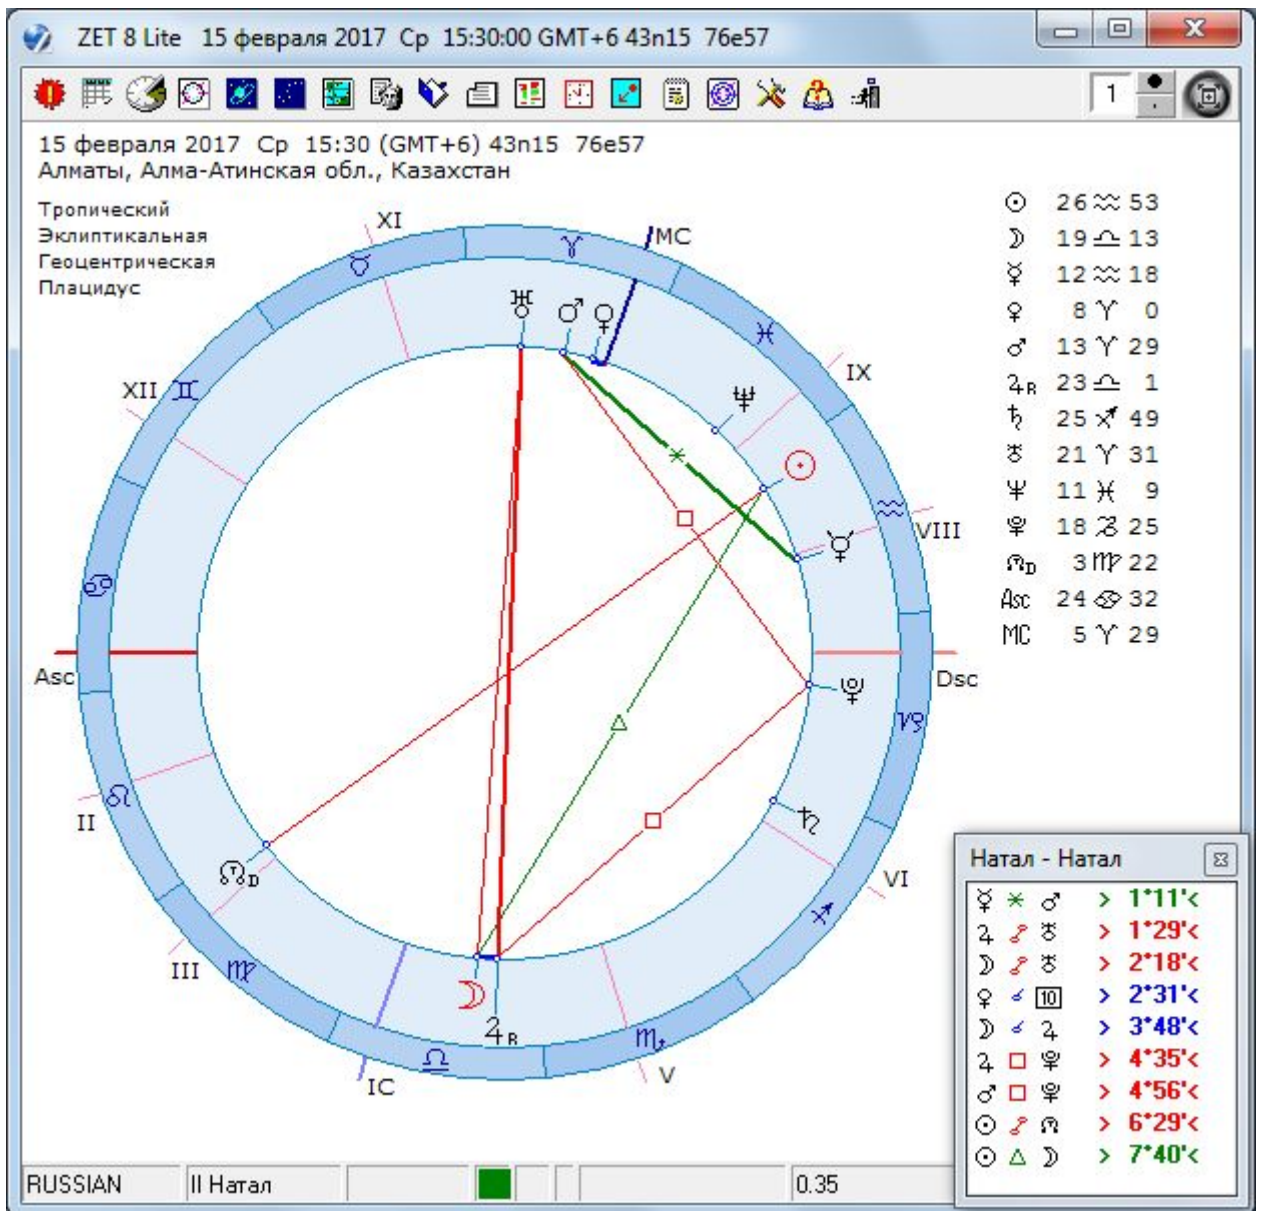 ZET 8 Lite 15 февраля 2017 Ср 15:30:00 GMT+6 43n15 76e57
1
15 февраля 2017 Ср 15:30 (GMT+6) 43n15 76e57
Алматы, Алма-Атинская обл., Казахстан
Тропический
Эклиптикальная
Геоцентрическая
Плацидус
XI
MC
XII
IX
VIII
Asc
Dsc
II
D
III
VI
R
IC
V
☉ 26 ♒ 53
☽ 19 ♎ 13
☿ 12 ♒ 18
♀ 8 ♈ 0
♂ 13 ♈ 29
♃R 23 ♎ 1
♄ 25 ♐ 49
♅ 21 ♈ 31
♆ 11 ♓ 9
♇ 18 ♑ 25
☊D 3 ♍ 22
Asc 24 ♋ 32
MC 5 ♈ 29
Натал - Натал
☿ ⚹ ♂ > 1°11'<
♃ ☍ ♅ > 1°29'<
☽ ☍ ♅ > 2°18'<
♀ ☌ 10 > 2°31'<
☽ ☌ ♃ > 3°48'<
♃ □ ♇ > 4°35'<
♂ □ ♇ > 4°56'<
☉ ☍ ☊ > 6°29'<
☉ △ ☽ > 7°40'<
RUSSIAN II Натал 0.35